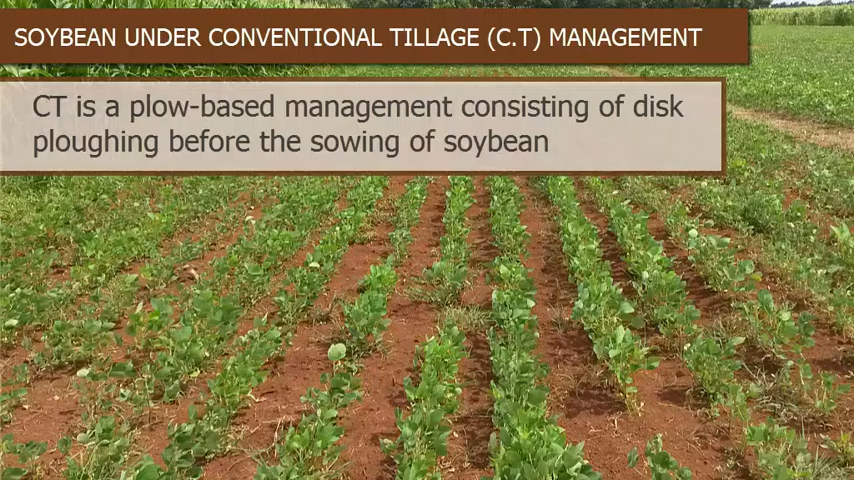 SOYBEAN UNDER CONVENTIONAL TILLAGE (C.T) MANAGEMENT
CT is a plow-based management consisting of disk
ploughing before the sowing of soybean